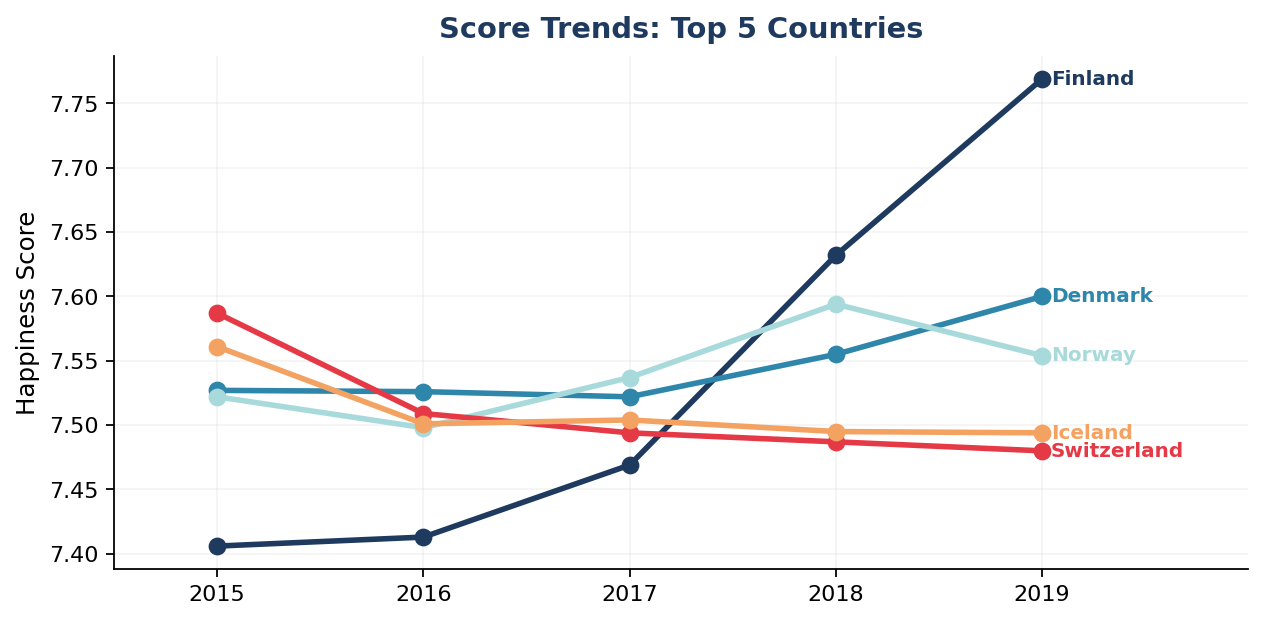 Score Trends: Top 5 Countries
Happiness Score
7.75
7.70
7.65
7.60
7.55
7.50
7.45
7.40
Finland
Denmark
Norway
Iceland
Switzerland
2015 2016 2017 2018 2019